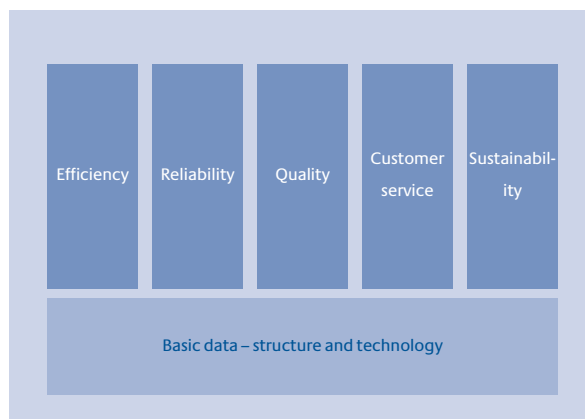 Efficiency
Reliability
Quality
Customer
service
Sustainabil-
ity
Basic data – structure and technology